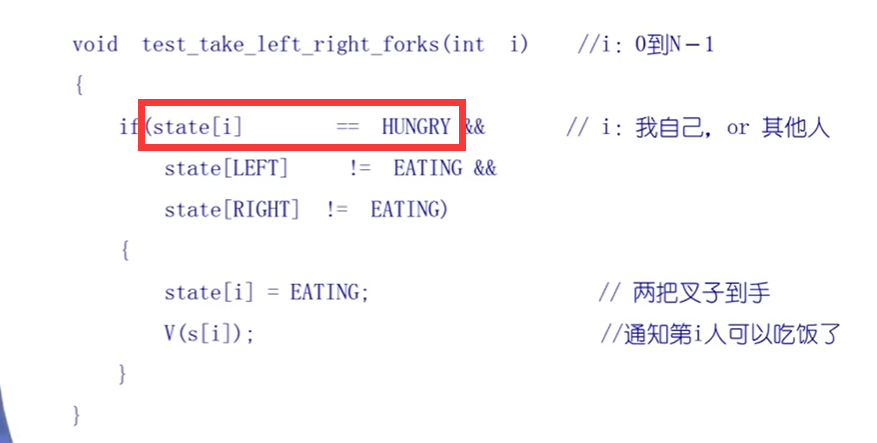 void test_take_left_right_forks(int i) //i: 0到N-1
{
if(state[i] == HUNGRY && // i: 我自己, or 其他人
state[LEFT] != EATING &&
state[RIGHT] != EATING)
{
state[i] = EATING; // 两把叉子到手
V(s[i]); //通知第i人可以吃饭了
}
}